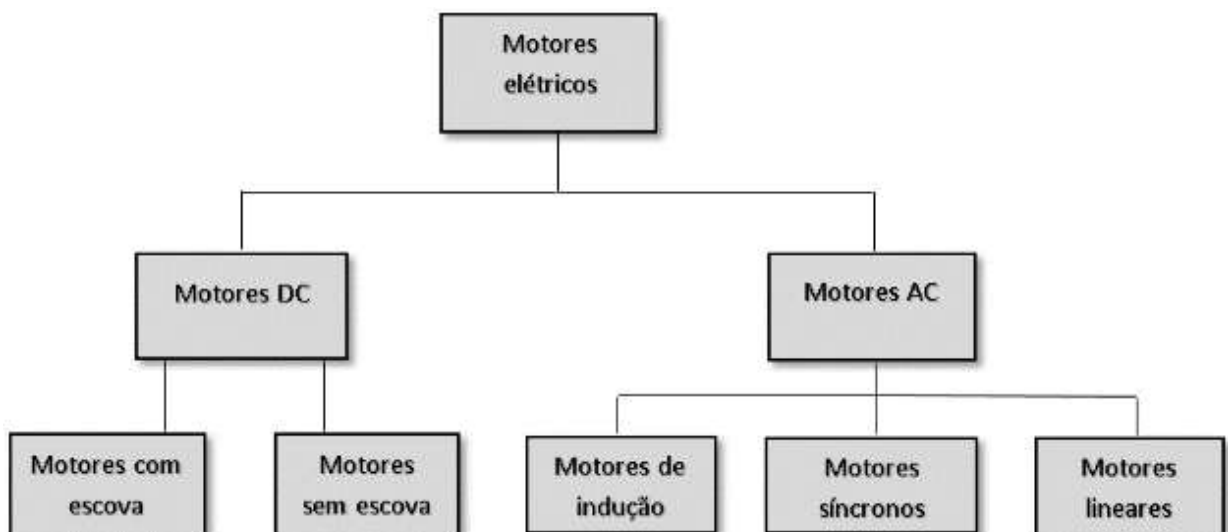 Motores
elétricos
Motores DC
Motores AC
Motores com
escova
Motores
sem escova
Motores de
indução
Motores
síncronos
Motores
lineares